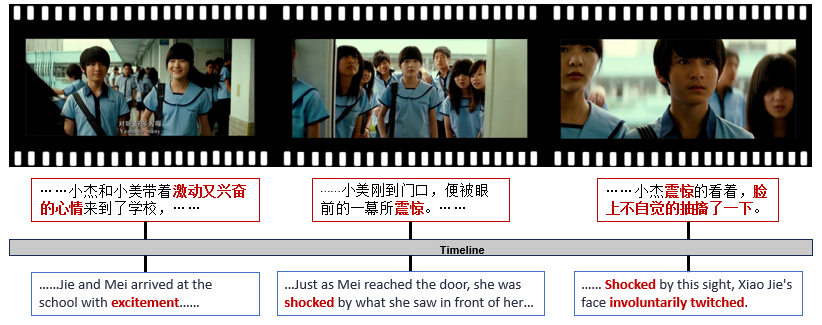 ……小杰和小美带着激动又兴奋
的心情来到了学校，……
……小美刚到门口，便被眼
前的一幕所震惊。……
……小杰震惊的看着，脸
上不自觉的抽搐了一下。
Timeline
……Jie and Mei arrived at the
school with excitement……
…Just as Mei reached the door, she was
shocked by what she saw in front of her…
…… Shocked by this sight, Xiao Jie's
face involuntarily twitched.